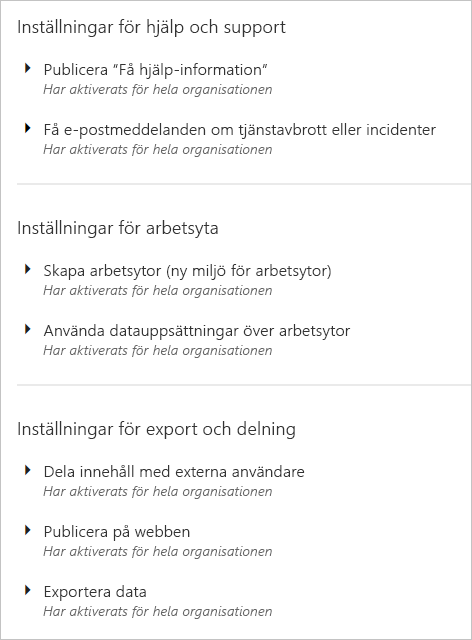 Inställningar för hjälp och support
Publicera "Få hjälp-information"
Har aktiverats för hela organisationen
Få e-postmeddelanden om tjänstavbrott eller incidenter
Har aktiverats för hela organisationen
Inställningar för arbetsyta
Skapa arbetsytor (ny miljö för arbetsytor)
Har aktiverats för hela organisationen
Använda datauppsättningar över arbetsytor
Har aktiverats för hela organisationen
Inställningar för export och delning
Dela innehåll med externa användare
Har aktiverats för hela organisationen
Publicera på webben
Har aktiverats för hela organisationen
Exportera data
Har aktiverats för hela organisationen